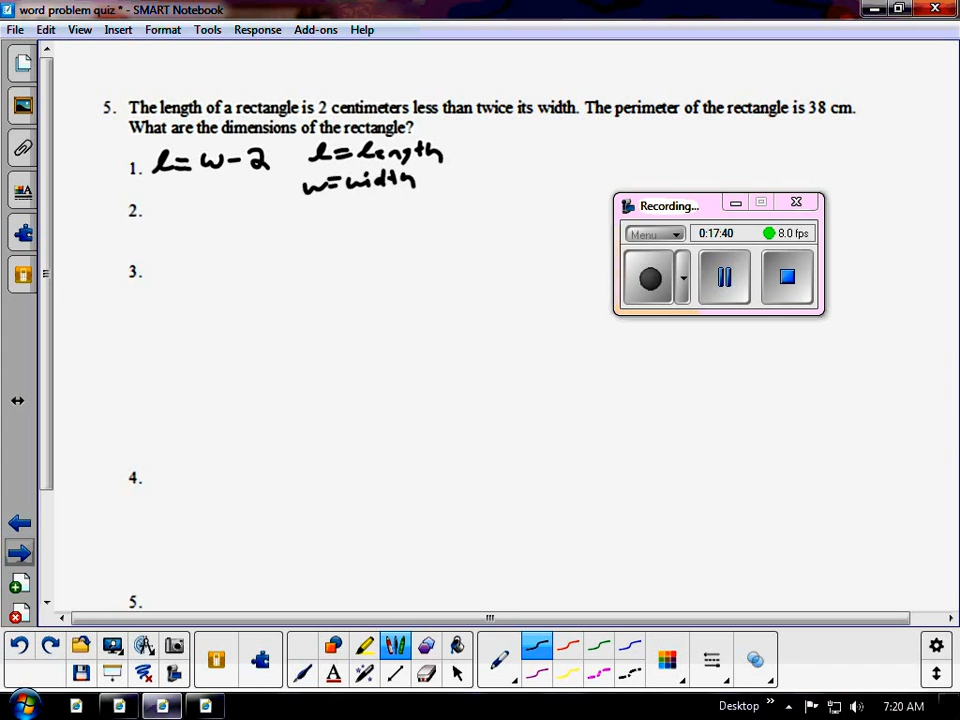 word problem quiz * - SMART Notebook
File Edit View Insert Format Tools Response Add-ons Help
5. The length of a rectangle is 2 centimeters less than twice its width. The perimeter of the rectangle is 38 cm.
What are the dimensions of the rectangle?
1. l = w - 2 l = length
w = width
2.
Recording...
Menu 0:17:40 8.0 fps
3.
4.
5.
Desktop 7:20 AM